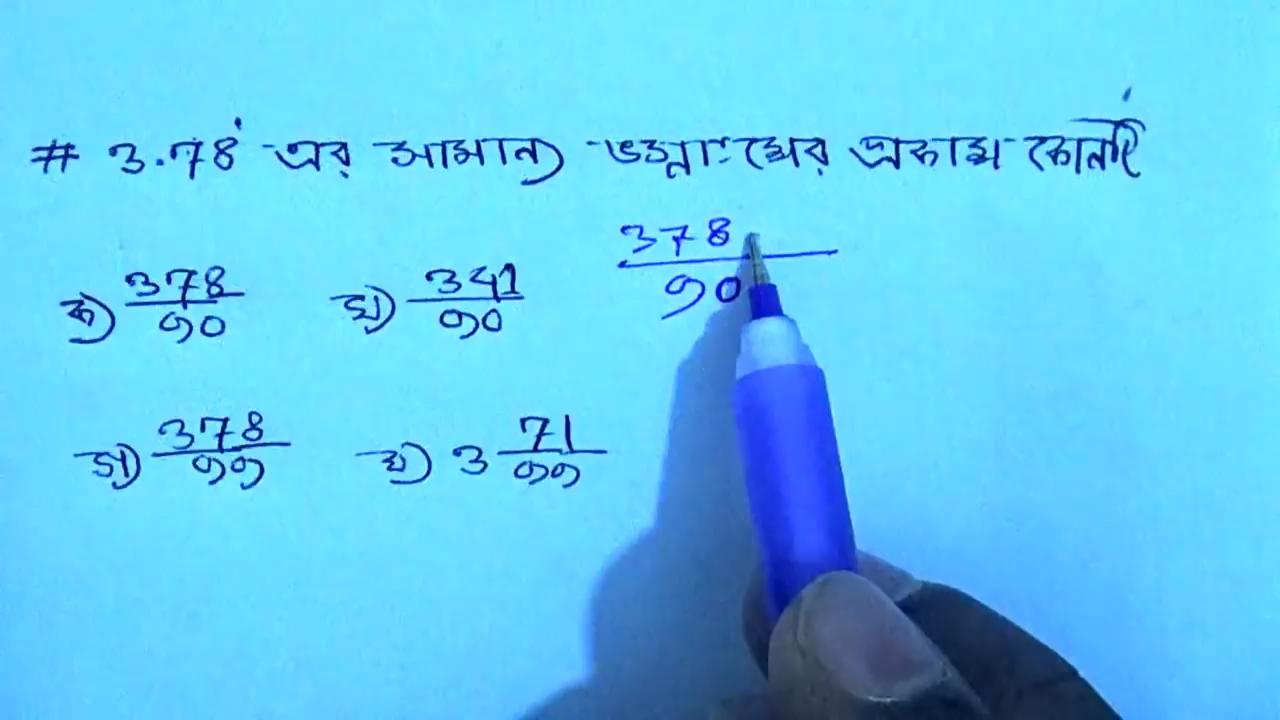 # 3.78̇ এর সামান্য ভগ্নাংশের প্রকাশ কোনটি
ক) 378/90 খ) 341/90 378/90
গ) 378/99 ঘ) 3 71/99